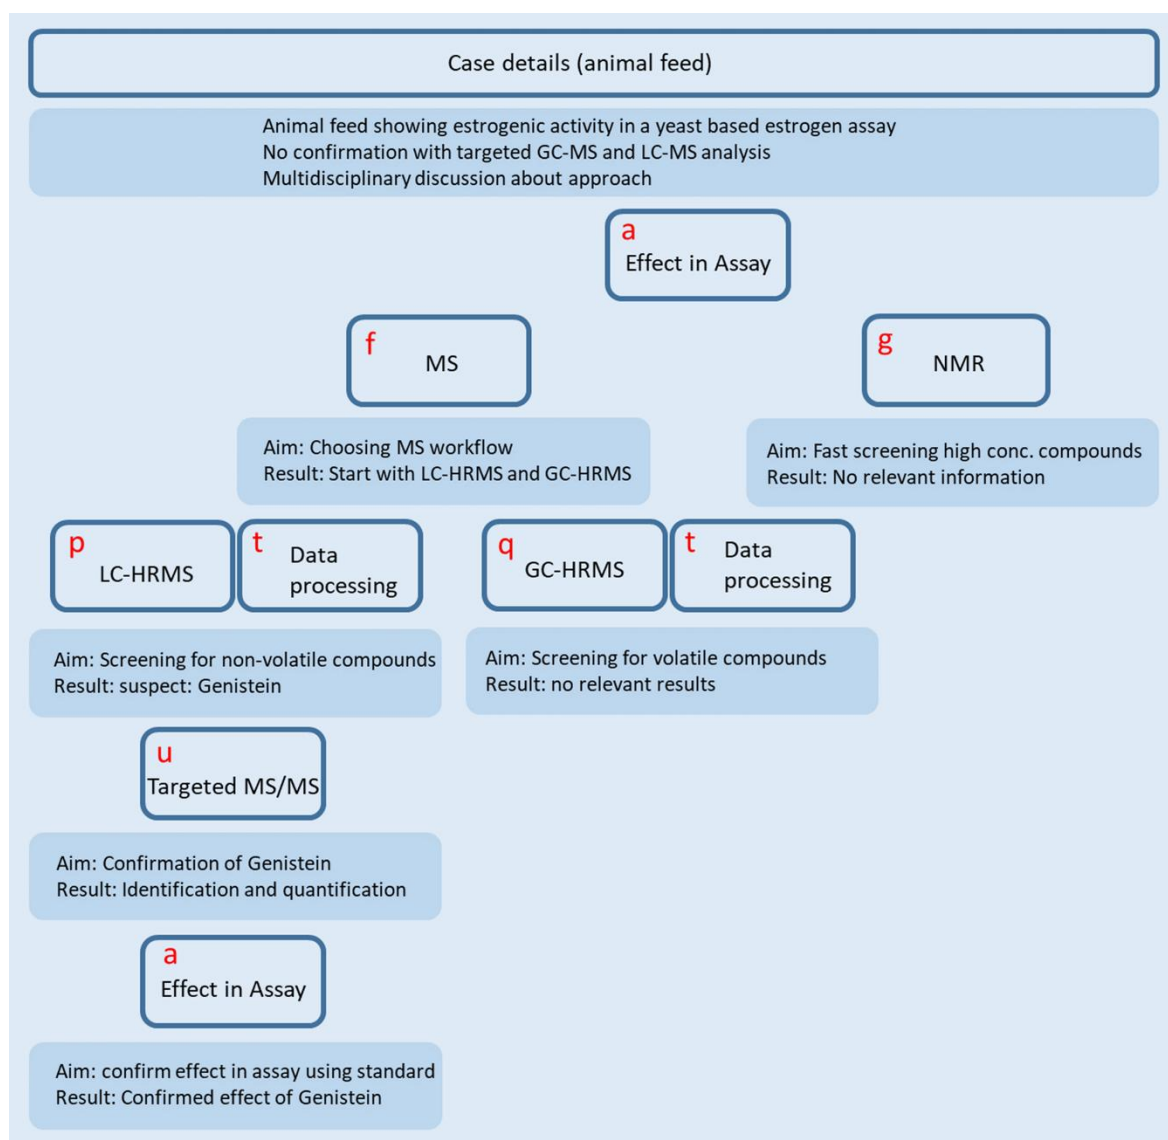 Case details (animal feed)
Animal feed showing estrogenic activity in a yeast based estrogen assay
No confirmation with targeted GC-MS and LC-MS analysis
Multidisciplinary discussion about approach
a
Effect in Assay
f
MS
g
NMR
Aim: Choosing MS workflow
Result: Start with LC-HRMS and GC-HRMS
Aim: Fast screening high conc. compounds
Result: No relevant information
p
LC-HRMS
t
Data
processing
q
GC-HRMS
t
Data
processing
Aim: Screening for non-volatile compounds
Result: suspect: Genistein
Aim: Screening for volatile compounds
Result: no relevant results
u
Targeted MS/MS
Aim: Confirmation of Genistein
Result: Identification and quantification
a
Effect in Assay
Aim: confirm effect in assay using standard
Result: Confirmed effect of Genistein